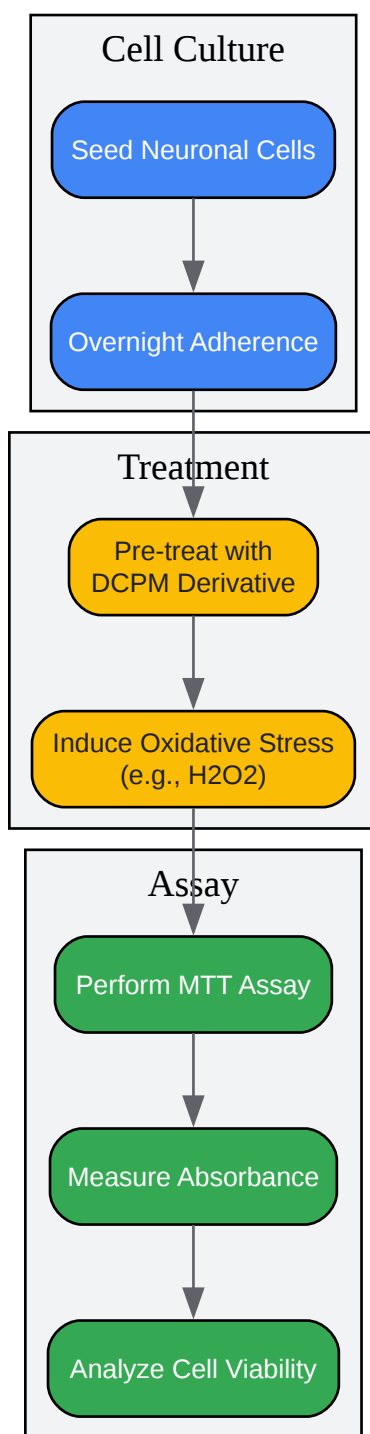 Cell Culture
Seed Neuronal Cells
Overnight Adherence
Treatment
Pre-treat with
DCPM Derivative
Induce Oxidative Stress
(e.g., H2O2)
Assay
Perform MTT Assay
Measure Absorbance
Analyze Cell Viability